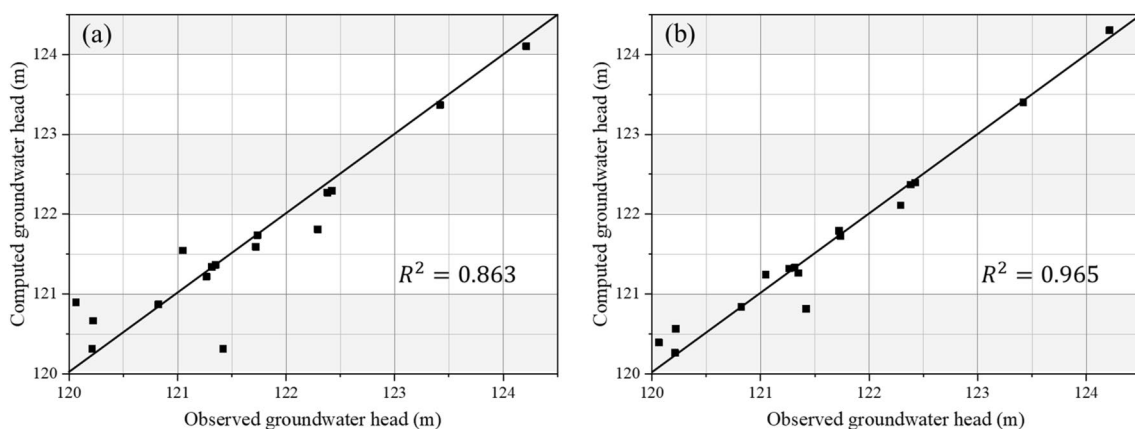 (a)
Computed groundwater head (m)
124
123
122
121
120
R² = 0.863
120 121 122 123 124
Observed groundwater head (m)
(b)
Computed groundwater head (m)
124
123
122
121
120
R² = 0.965
120 121 122 123 124
Observed groundwater head (m)